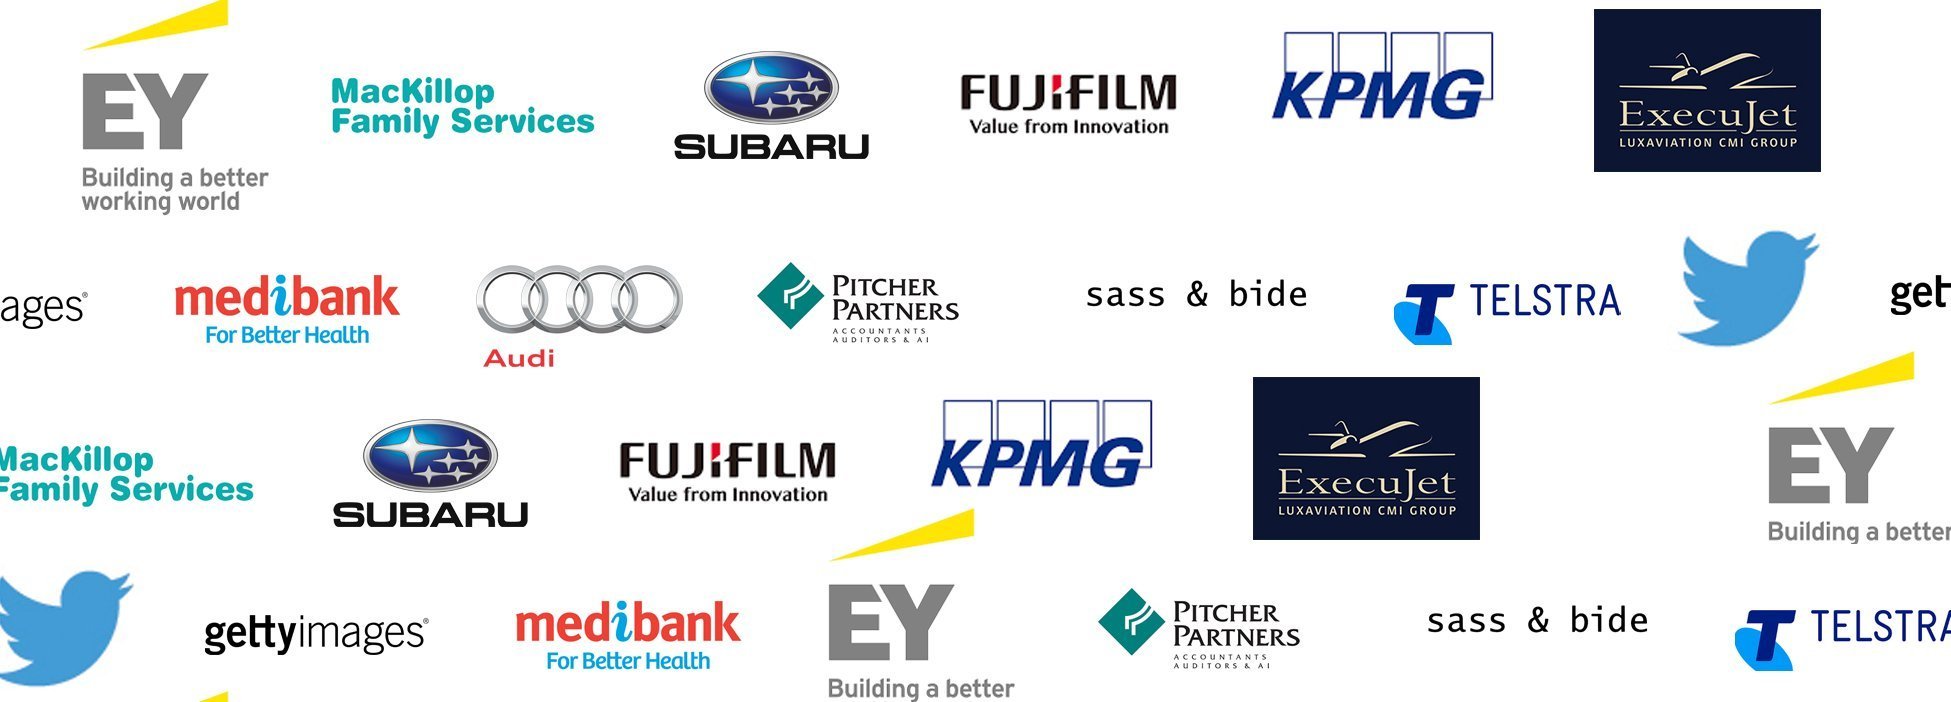 EY
Building a better
working world
MacKillop
Family Services
SUBARU
FUJIFILM
Value from Innovation
KPMG
ExecuJet
LUXAVIATION CMI GROUP
ages®
medibank
For Better Health
Audi
PITCHER
PARTNERS
ACCOUNTANTS
AUDITORS & AI
sass & bide
T TELSTRA
get
MacKillop
Family Services
SUBARU
FUJIFILM
Value from Innovation
KPMG
ExecuJet
LUXAVIATION CMI GROUP
EY
Building a better
gettyimages®
medibank
For Better Health
EY
Building a better
PITCHER
PARTNERS
ACCOUNTANTS
AUDITORS & AI
sass & bide
T TELSTRA